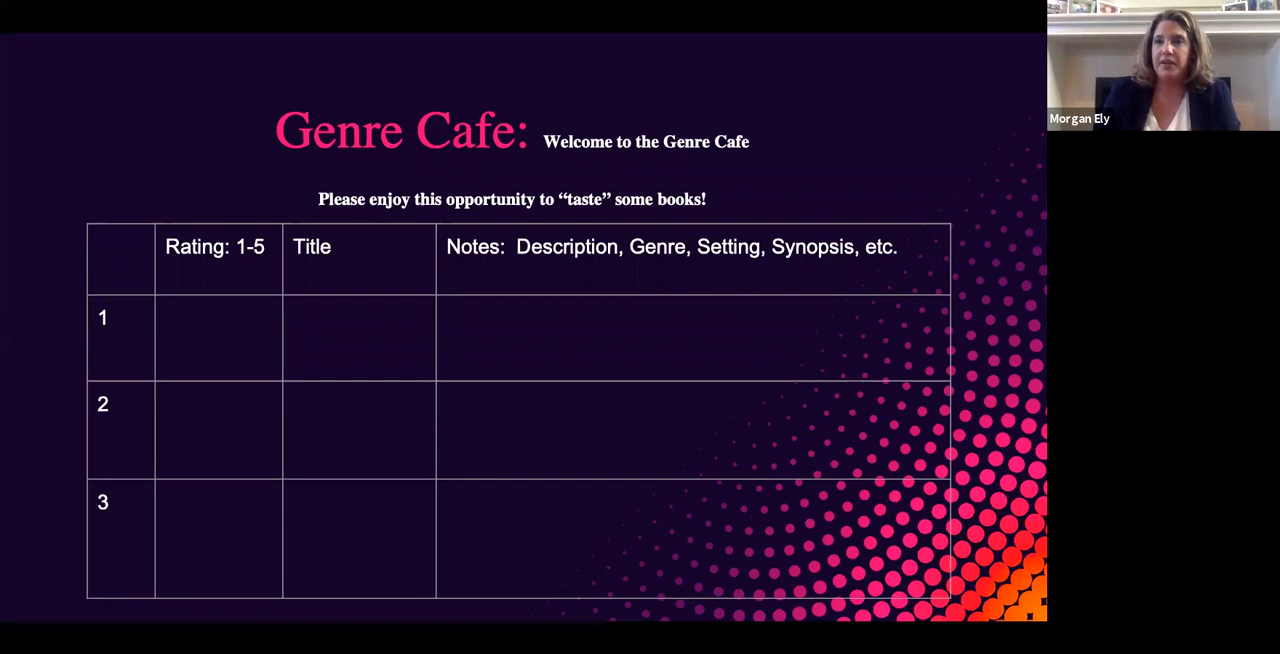 Genre Cafe: Welcome to the Genre Cafe
Please enjoy this opportunity to “taste” some books!
Rating: 1-5 Title Notes: Description, Genre, Setting, Synopsis, etc.
1
2
3
Morgan Ely